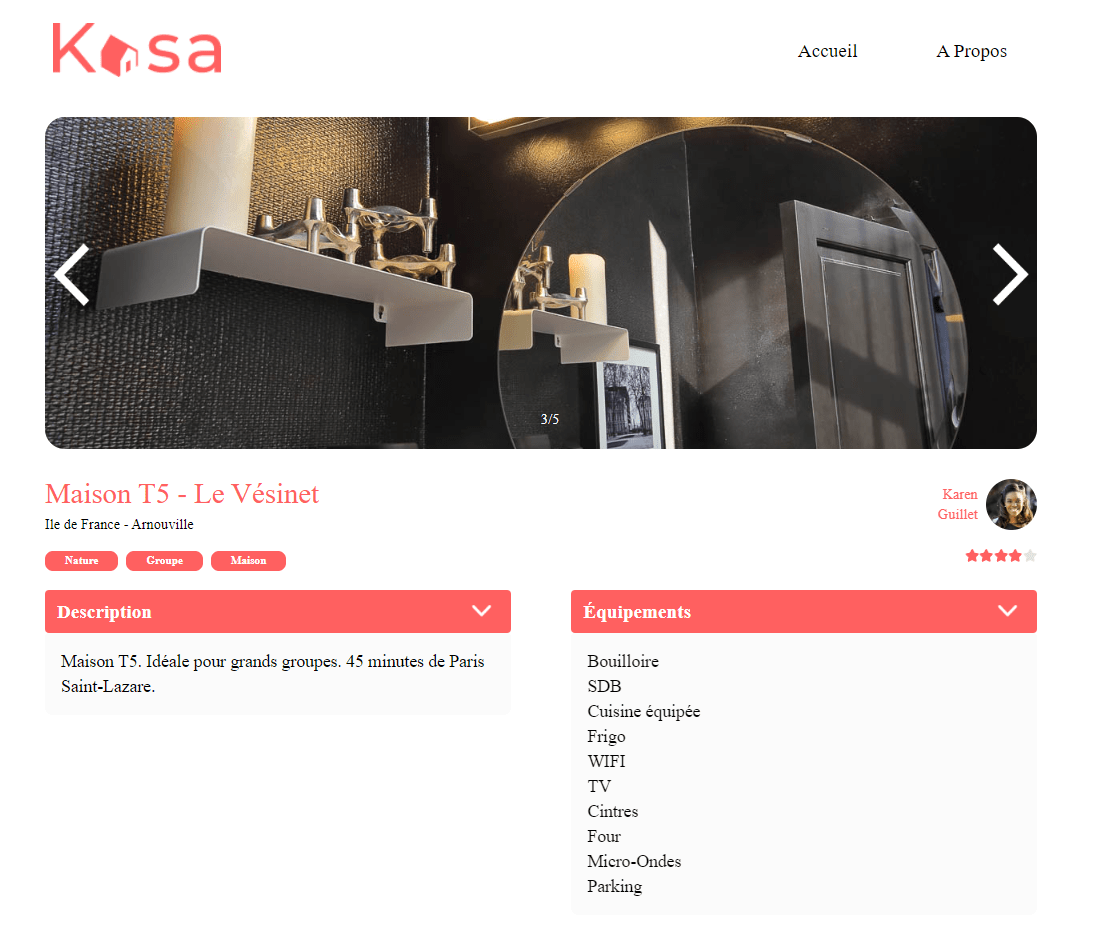 Kasa
Accueil
A Propos
3/5
Maison T5 - Le Vésinet
Ile de France - Arnouville
Karen
Guillet
Nature
Groupe
Maison
Description
Maison T5. Idéale pour grands groupes. 45 minutes de Paris
Saint-Lazare.
Équipements
Bouilloire
SDB
Cuisine équipée
Frigo
WIFI
TV
Cintres
Four
Micro-Ondes
Parking